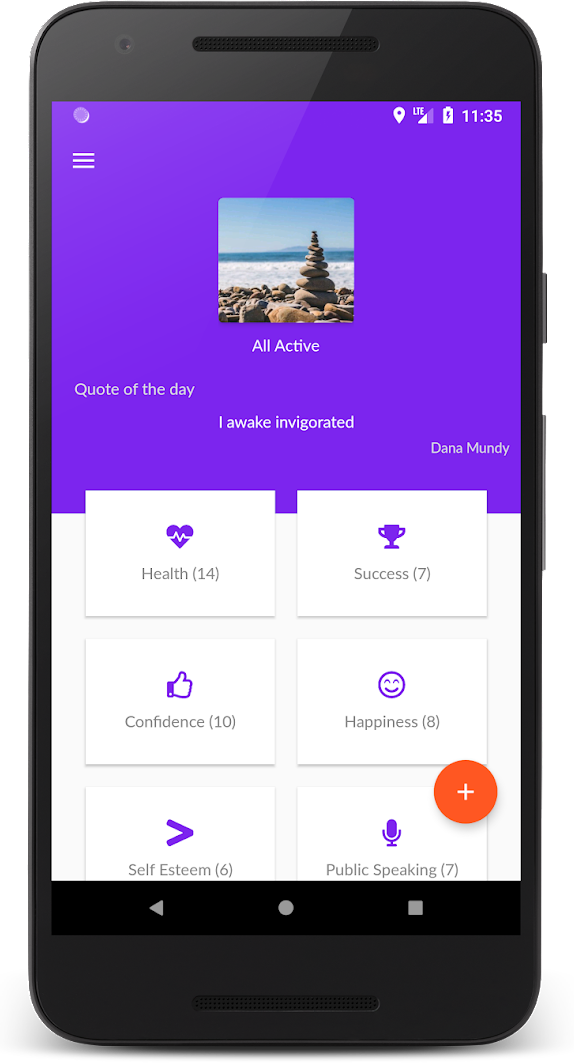 LTE 11:35
All Active
Quote of the day
I awake invigorated
Dana Mundy
Health (14)
Success (7)
Confidence (10)
Happiness (8)
Self Esteem (6)
Public Speaking (7)